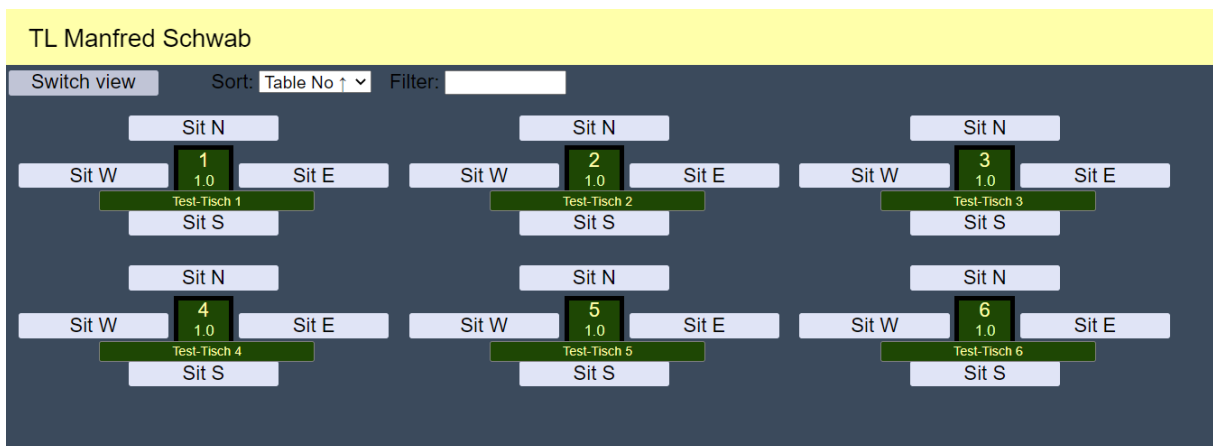 TL Manfred Schwab
Switch view Sort: Table No ↑ Filter:
Sit N Sit N Sit N
1 2 3
Sit W 1.0 Sit E Sit W 1.0 Sit E Sit W 1.0 Sit E
Test-Tisch 1 Test-Tisch 2 Test-Tisch 3
Sit S Sit S Sit S
Sit N Sit N Sit N
4 5 6
Sit W 1.0 Sit E Sit W 1.0 Sit E Sit W 1.0 Sit E
Test-Tisch 4 Test-Tisch 5 Test-Tisch 6
Sit S Sit S Sit S